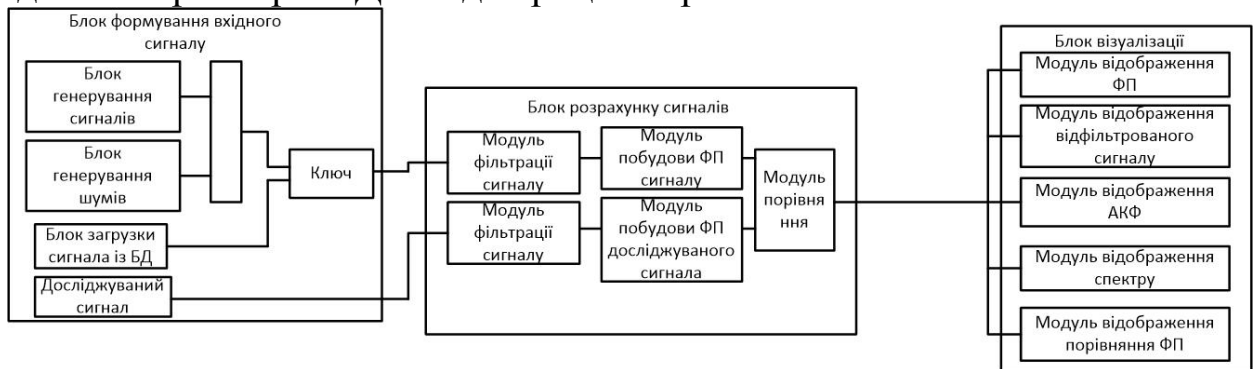 Блок формування вхідного
сигналу
Блок
генерування
сигналів
Блок
генерування
шумів
Ключ
Блок загрузки
сигнала із БД
Досліджуваний
сигнал
Блок розрахунку сигналів
Модуль
фільтрації
сигналу
Модуль
побудови ФП
сигналу
Модуль
фільтрації
сигналу
Модуль
побудови ФП
досліджуваного
сигнала
Модуль
порівня
ння
Блок візуалізації
Модуль відображення
ФП
Модуль відображення
відфільтрованого
сигналу
Модуль відображення
АКФ
Модуль відображення
спектру
Модуль відображення
порівняння ФП